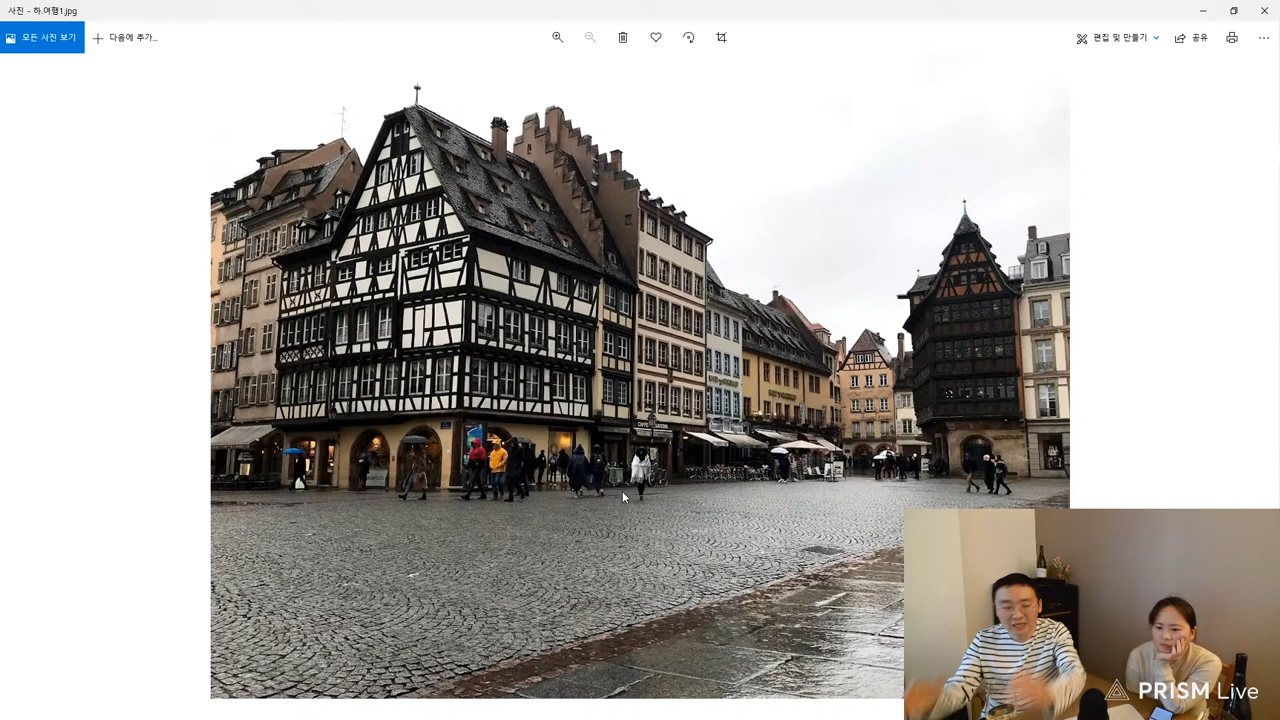 사진 - 하.여행1.jpg
모든 사진 보기
다음에 추가...
편집 및 만들기
공유
PRISM Live